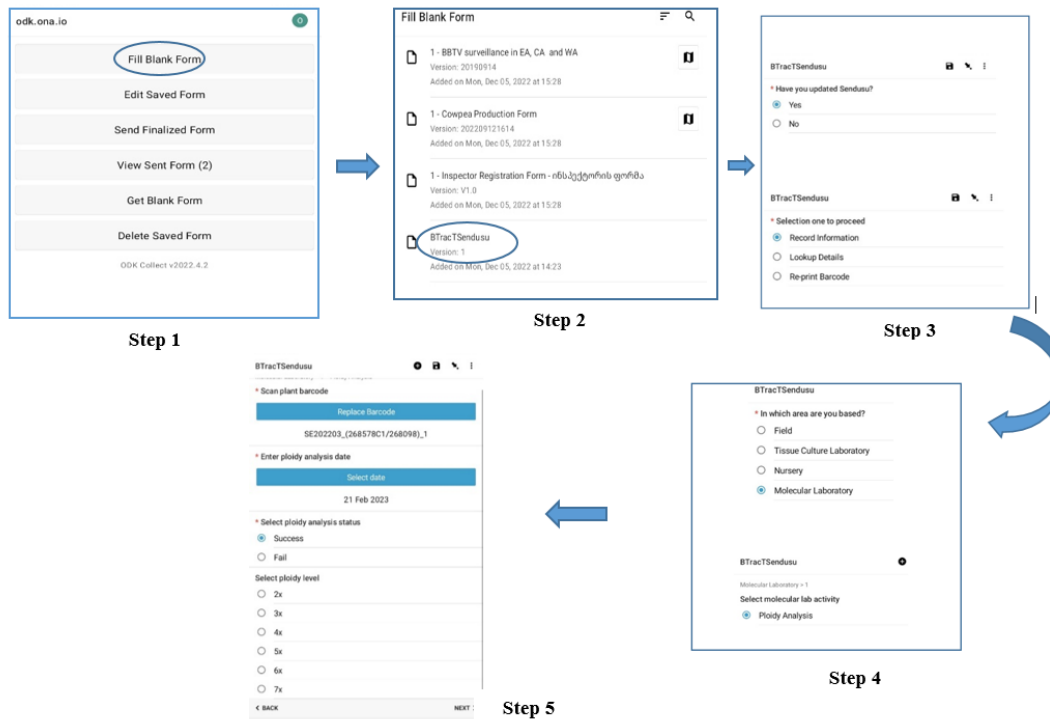 odk.ona.io
O
Fill Blank Form
Edit Saved Form
Send Finalized Form
View Sent Form (2)
Get Blank Form
Delete Saved Form
ODK Collect v2022.4.2
Step 1
Fill Blank Form
1 - BBTV surveillance in EA, CA and WA
Version: 20190914
Added on Mon, Dec 05, 2022 at 15:28
1 - Cowpea Production Form
Version: 202209121614
Added on Mon, Dec 05, 2022 at 15:28
1 - Inspector Registration Form - ინსპექტორის ფორმა
Version: V1.0
Added on Mon, Dec 05, 2022 at 15:28
BTracTSendusu
Version: 1
Added on Mon, Dec 05, 2022 at 14:23
Step 2
BTracTSendusu
* Have you updated Sendusu?
Yes
No
BTracTSendusu
* Selection one to proceed
Record Information
Lookup Details
Re-print Barcode
Step 3
BTracTSendusu
* In which area are you based?
Field
Tissue Culture Laboratory
Nursery
Molecular Laboratory
BTracTSendusu
Molecular Laboratory > 1
Select molecular lab activity
Ploidy Analysis
Step 4
BTracTSendusu
* Scan plant barcode
Replace Barcode
SE202203_(268578C1/268098)_1
* Enter ploidy analysis date
Select date
21 Feb 2023
* Select ploidy analysis status
Success
Fail
Select ploidy level
2x
3x
4x
5x
6x
7x
< BACK
NEXT
Step 5